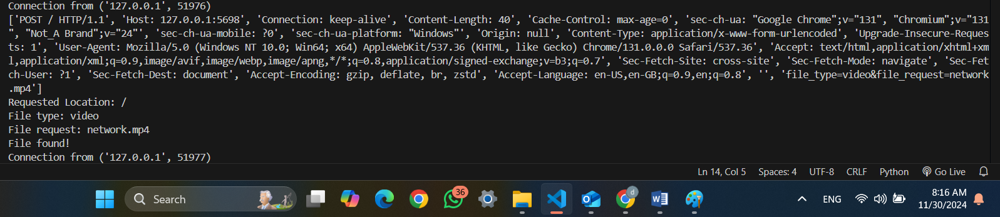 Connection from ('127.0.0.1', 51976)
['POST / HTTP/1.1', 'Host: 127.0.0.1:5698', 'Connection: keep-alive', 'Content-Length: 40', 'Cache-Control: max-age=0', 'sec-ch-ua: "Google Chrome";v="131", "Chromium";v="131
", "Not_A Brand";v="24"', 'sec-ch-ua-mobile: ?0', 'sec-ch-ua-platform: "Windows"', 'Origin: null', 'Content-Type: application/x-www-form-urlencoded', 'Upgrade-Insecure-Reques
ts: 1', 'User-Agent: Mozilla/5.0 (Windows NT 10.0; Win64; x64) AppleWebKit/537.36 (KHTML, like Gecko) Chrome/131.0.0.0 Safari/537.36', 'Accept: text/html,application/xhtml+xm
l,application/xml;q=0.9,image/avif,image/webp,image/apng,*/*;q=0.8,application/signed-exchange;v=b3;q=0.7', 'Sec-Fetch-Site: cross-site', 'Sec-Fetch-Mode: navigate', 'Sec-Fet
ch-User: ?1', 'Sec-Fetch-Dest: document', 'Accept-Encoding: gzip, deflate, br, zstd', 'Accept-Language: en-US,en-GB;q=0.9,en;q=0.8', '', 'file_type=video&file_request=network
.mp4']
Requested Location: /
File type: video
File request: network.mp4
File found!
Connection from ('127.0.0.1', 51977)
Ln 14, Col 5 Spaces: 4 UTF-8 CRLF Python Go Live
Search 36 d ENG 8:16 AM
11/30/2024